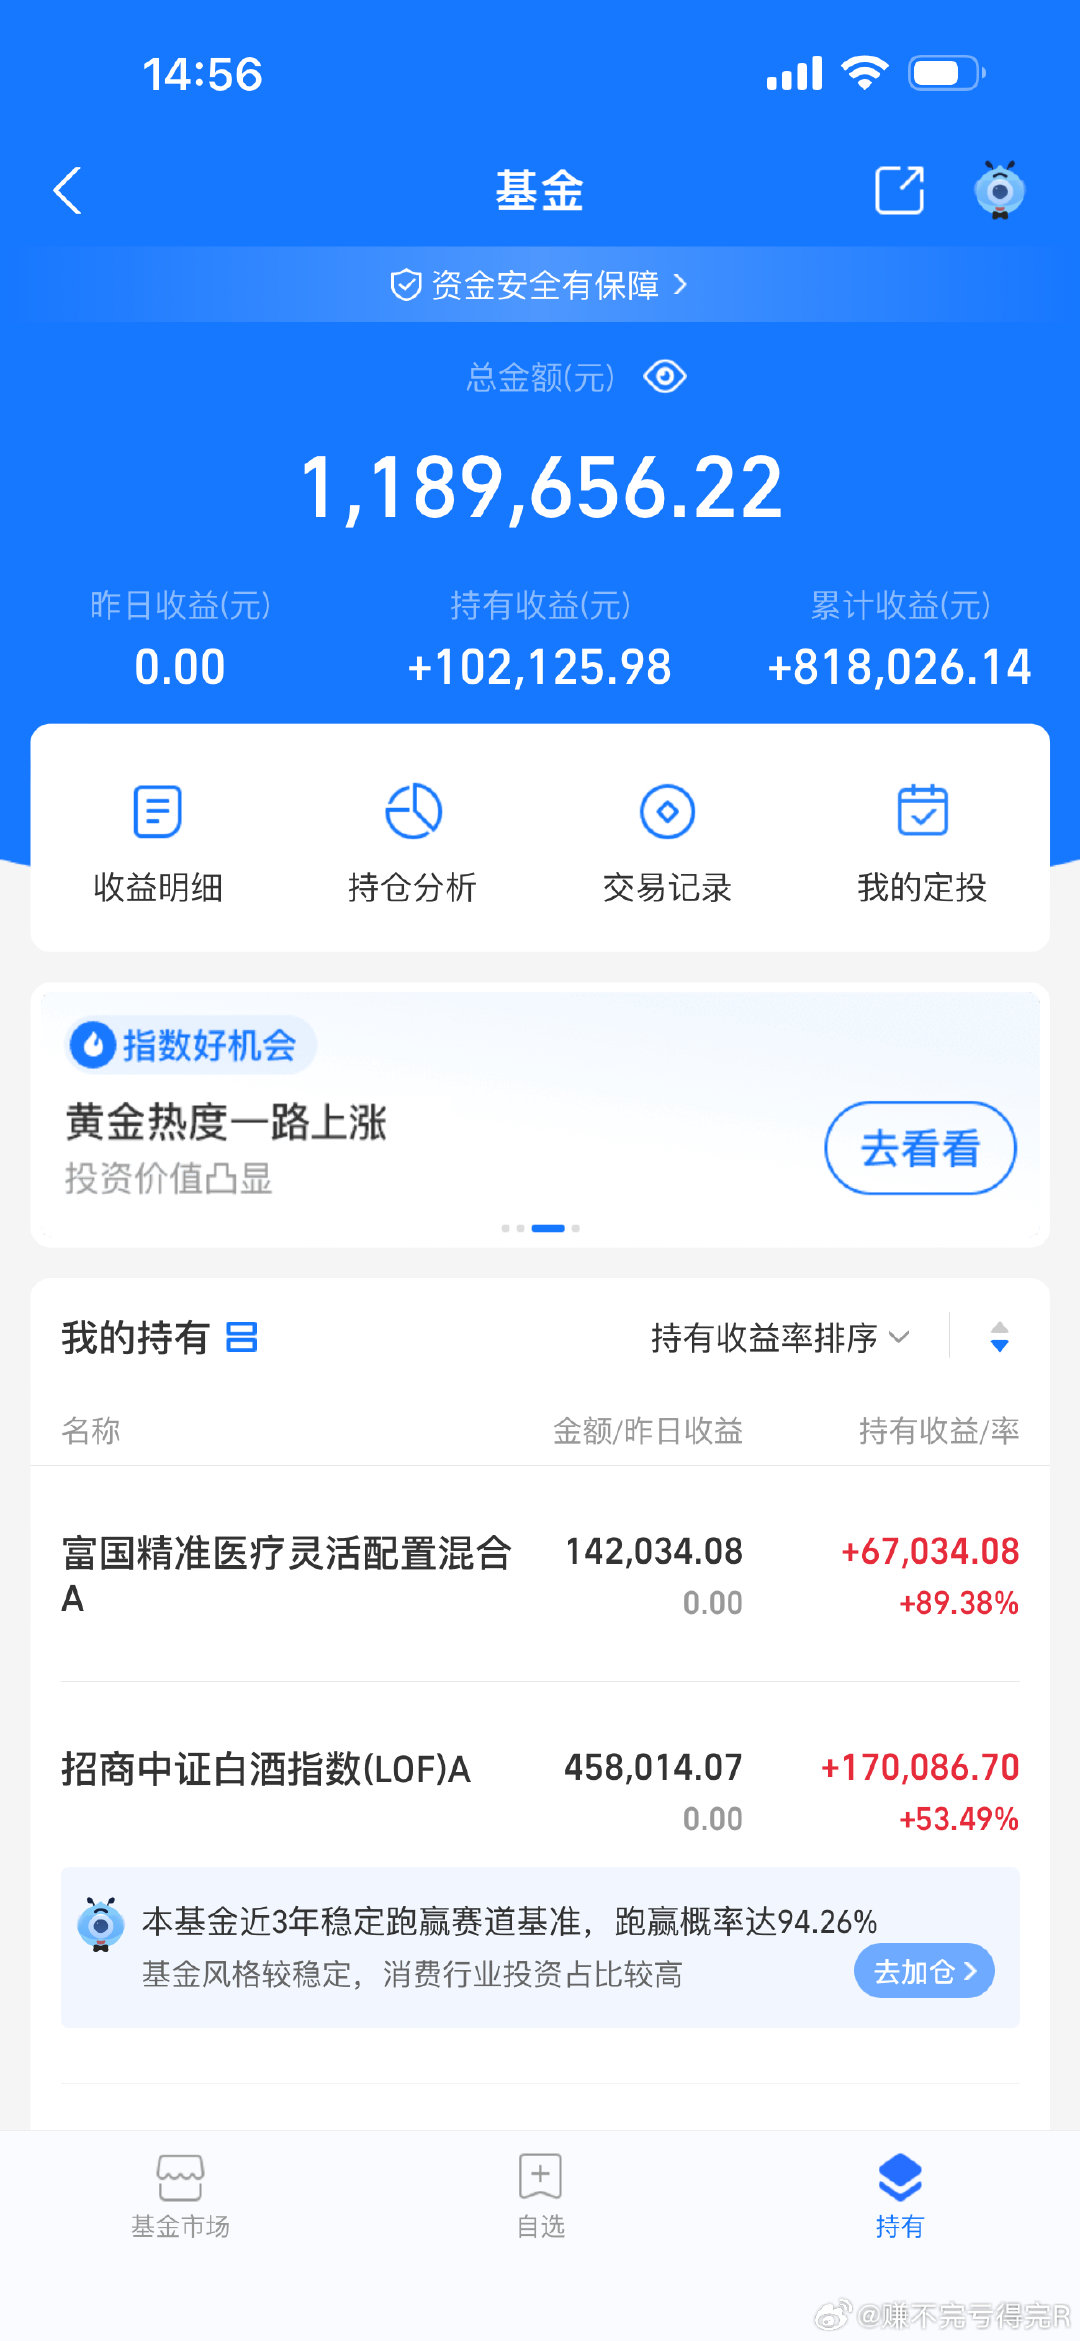 14:56
基金
资金安全有保障
总金额(元)
1,189,656.22
昨日收益(元) 持有收益(元) 累计收益(元)
0.00 +102,125.98 +818,026.14
收益明细 持仓分析 交易记录 我的定投
指数好机会
黄金热度一路上涨
投资价值凸显
去看看
我的持有 持有收益率排序
名称 金额/昨日收益 持有收益/率
富国精准医疗灵活配置混合 142,034.08 +67,034.08
A 0.00 +89.38%
招商中证白酒指数(LOF)A 458,014.07 +170,086.70
0.00 +53.49%
本基金近3年稳定跑赢赛道基准，跑赢概率达94.26%
基金风格较稳定，消费行业投资占比较高
去加仓
基金市场 自选 持有
@赚不完亏得完R